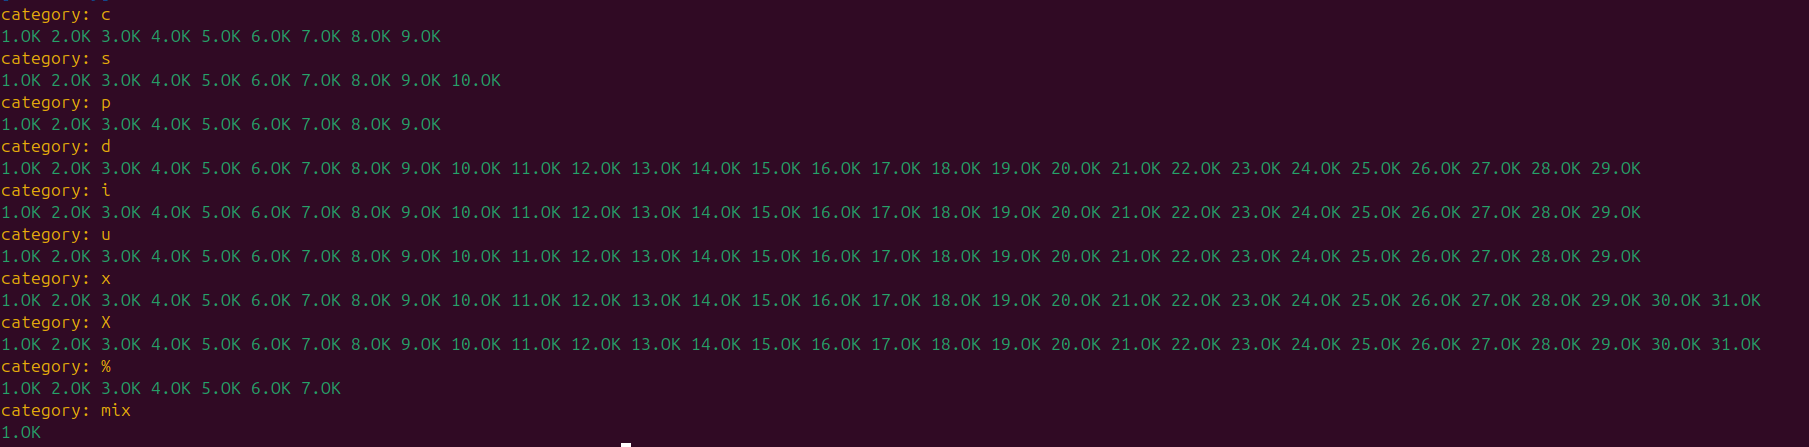 category: c
1.OK 2.OK 3.OK 4.OK 5.OK 6.OK 7.OK 8.OK 9.OK
category: s
1.OK 2.OK 3.OK 4.OK 5.OK 6.OK 7.OK 8.OK 9.OK 10.OK
category: p
1.OK 2.OK 3.OK 4.OK 5.OK 6.OK 7.OK 8.OK 9.OK
category: d
1.OK 2.OK 3.OK 4.OK 5.OK 6.OK 7.OK 8.OK 9.OK 10.OK 11.OK 12.OK 13.OK 14.OK 15.OK 16.OK 17.OK 18.OK 19.OK 20.OK 21.OK 22.OK 23.OK 24.OK 25.OK 26.OK 27.OK 28.OK 29.OK
category: i
1.OK 2.OK 3.OK 4.OK 5.OK 6.OK 7.OK 8.OK 9.OK 10.OK 11.OK 12.OK 13.OK 14.OK 15.OK 16.OK 17.OK 18.OK 19.OK 20.OK 21.OK 22.OK 23.OK 24.OK 25.OK 26.OK 27.OK 28.OK 29.OK
category: u
1.OK 2.OK 3.OK 4.OK 5.OK 6.OK 7.OK 8.OK 9.OK 10.OK 11.OK 12.OK 13.OK 14.OK 15.OK 16.OK 17.OK 18.OK 19.OK 20.OK 21.OK 22.OK 23.OK 24.OK 25.OK 26.OK 27.OK 28.OK 29.OK
category: x
1.OK 2.OK 3.OK 4.OK 5.OK 6.OK 7.OK 8.OK 9.OK 10.OK 11.OK 12.OK 13.OK 14.OK 15.OK 16.OK 17.OK 18.OK 19.OK 20.OK 21.OK 22.OK 23.OK 24.OK 25.OK 26.OK 27.OK 28.OK 29.OK 30.OK 31.OK
category: X
1.OK 2.OK 3.OK 4.OK 5.OK 6.OK 7.OK 8.OK 9.OK 10.OK 11.OK 12.OK 13.OK 14.OK 15.OK 16.OK 17.OK 18.OK 19.OK 20.OK 21.OK 22.OK 23.OK 24.OK 25.OK 26.OK 27.OK 28.OK 29.OK 30.OK 31.OK
category: %
1.OK 2.OK 3.OK 4.OK 5.OK 6.OK 7.OK
category: mix
1.OK